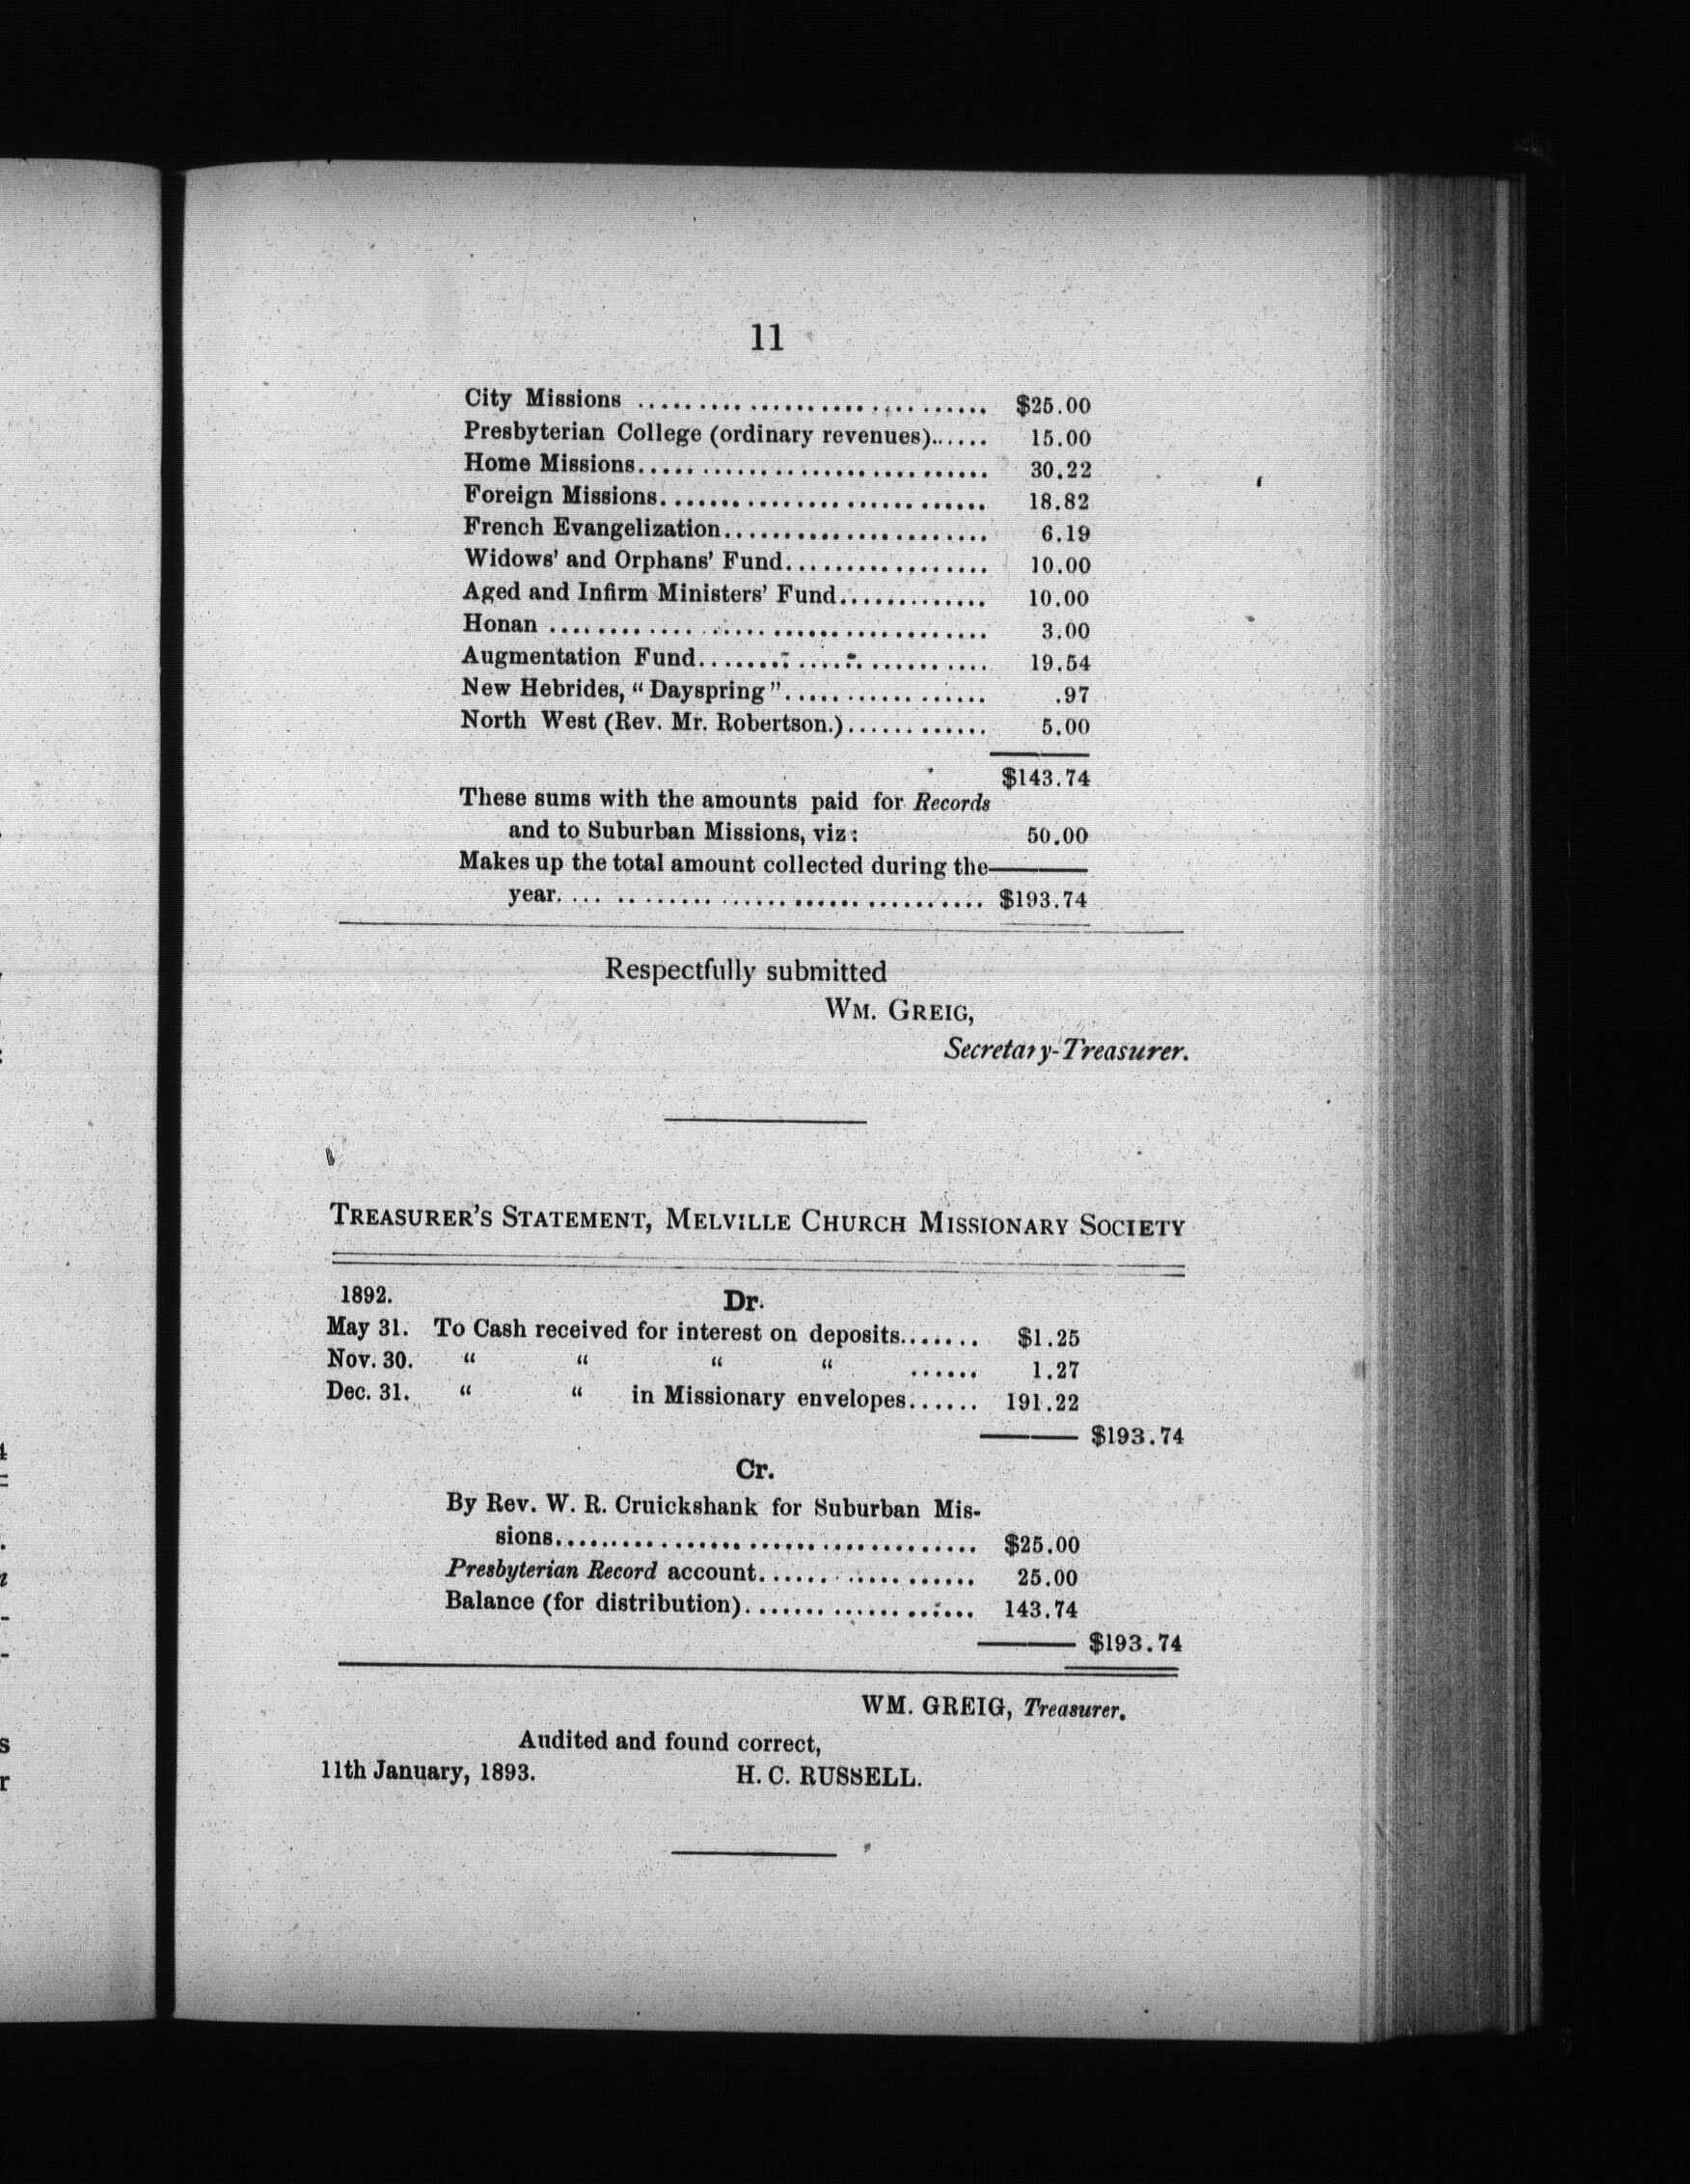 11
City Missions .................................... $25.00
Presbyterian College (ordinary revenues)...... 15.00
Home Missions.................................. 30.22
Foreign Missions................................ 18.82
French Evangelization......................... 6.19
Widows' and Orphans' Fund.................. 10.00
Aged and Infirm Ministers' Fund............. 10.00
Honan ......................................... 3.00
Augmentation Fund............................ 19.54
New Hebrides, “Dayspring”.................. .97
North West (Rev. Mr. Robertson.)............ 5.00
$143.74
These sums with the amounts paid for Records
and to Suburban Missions, viz: 50.00
Makes up the total amount collected during the
year........................................ $193.74
Respectfully submitted
WM. GREIG,
Secretary-Treasurer.
TREASURER'S STATEMENT, MELVILLE CHURCH MISSIONARY SOCIETY
1892. Dr.
May 31. To Cash received for interest on deposits....... $1.25
Nov. 30. “ “ “ “ ...... 1.27
Dec. 31. “ “ in Missionary envelopes...... 191.22
$193.74
Cr.
By Rev. W. R. Cruickshank for Suburban Mis-
sions...................................... $25.00
Presbyterian Record account.................... 25.00
Balance (for distribution)....................... 143.74
$193.74
WM. GREIG, Treasurer.
Audited and found correct,
11th January, 1893. H. C. RUSSELL.